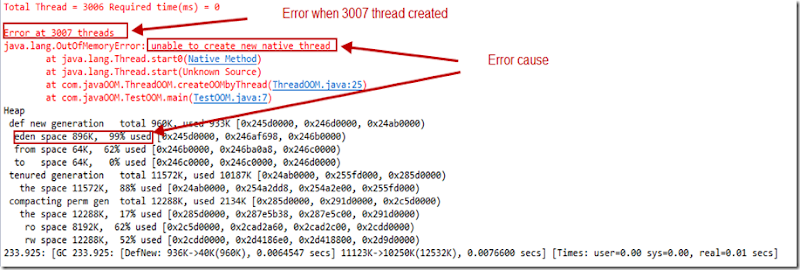 Total Thread = 3006 Required time(ms) = 0
Error when 3007 thread created
Error at 3007 threads
java.lang.OutOfMemoryError: unable to create new native thread
at java.lang.Thread.start0(Native Method)
Error cause
at java.lang.Thread.start(Unknown Source)
at com.javaOOM.ThreadOOM.createOOMbyThread(ThreadOOM.java:25)
at com.javaOOM.TestOOM.main(TestOOM.java:7)
Heap
def new generation total 960K, used 933K [0x245d0000, 0x246d0000, 0x24ab0000)
eden space 896K, 99% used [0x245d0000, 0x246af698, 0x246b0000)
from space 64K, 62% used [0x246b0000, 0x246ba0a8, 0x246c0000)
to space 64K, 0% used [0x246c0000, 0x246c0000, 0x246d0000)
tenured generation total 11572K, used 10187K [0x24ab0000, 0x255fd000, 0x285d0000)
the space 11572K, 88% used [0x24ab0000, 0x254a2dd8, 0x254a2e00, 0x255fd000)
compacting perm gen total 12288K, used 2134K [0x285d0000, 0x291d0000, 0x2c5d0000)
the space 12288K, 17% used [0x285d0000, 0x287e5b38, 0x287e5c00, 0x291d0000)
ro space 8192K, 62% used [0x2c5d0000, 0x2cad2a60, 0x2cad2c00, 0x2cdd0000)
rw space 12288K, 52% used [0x2cdd0000, 0x2d4186e0, 0x2d418800, 0x2d9d0000)
233.925: [GC 233.925: [DefNew: 936K->40K(960K), 0.0064547 secs] 11123K->10250K(12532K), 0.0076600 secs] [Times: user=0.00 sys=0.00, real=0.01 secs]